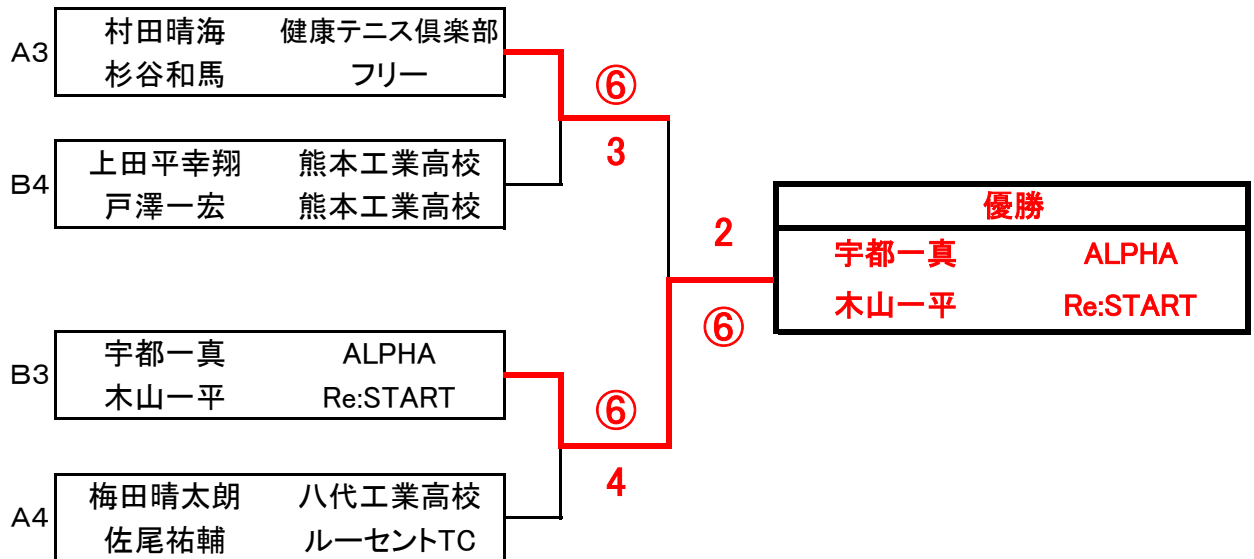 A3
村田晴海 健康テニス倶楽部
杉谷和馬 フリー
⑥
3
B4
上田平幸翔 熊本工業高校
戸澤一宏 熊本工業高校
2
⑥
優勝
宇都一真 ALPHA
木山一平 Re:START
B3
宇都一真 ALPHA
木山一平 Re:START
⑥
4
A4
梅田晴太朗 八代工業高校
佐尾祐輔 ルーセントTC